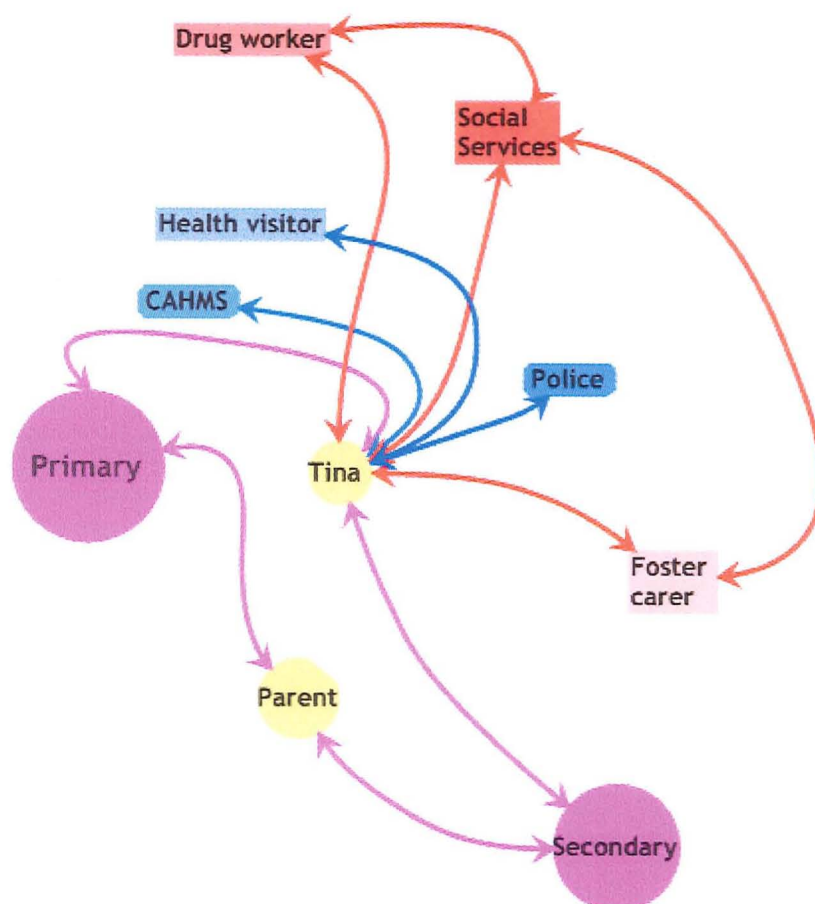 Drug worker
Social
Services
Health visitor
CAHMS
Police
Primary
Tina
Foster
carer
Parent
Secondary